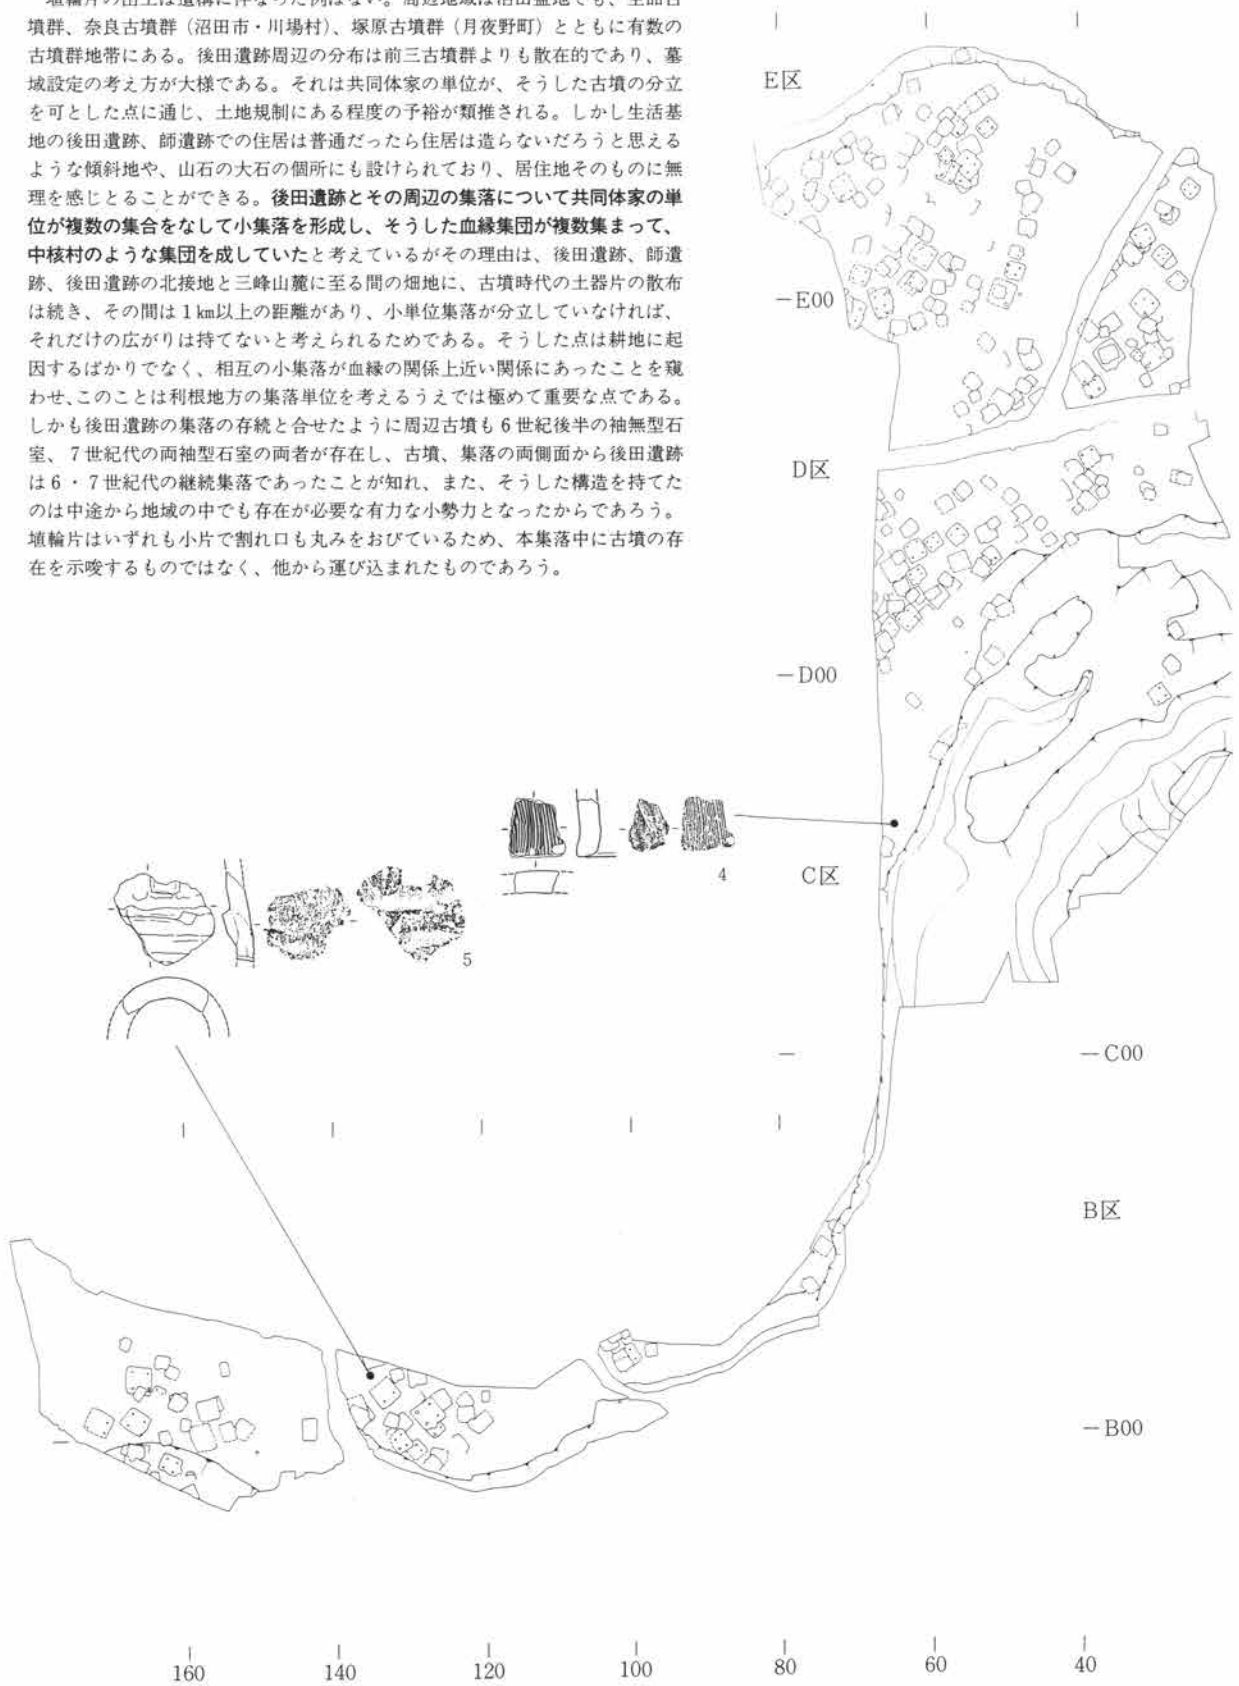 埴輪片の出土は遺構に伴なった例はない。周辺地域は沼田盆地でも、生品古
墳群、奈良古墳群（沼田市・川場村）、塚原古墳群（月夜野町）とともに有数の
古墳群地帯にある。後田遺跡周辺の分布は前三古墳群よりも散在的であり、墓
域設定の考え方が大様である。それは共同体家の単位が、そうした古墳の分立
を可とした点に通じ、土地規制にある程度の予裕が類推される。しかし生活基
地の後田遺跡、師遺跡での住居は普通だったら住居は造らないだろうと思える
ような傾斜地や、山石の大石の個所にも設けられており、居住地そのものに無
理を感じとることができる。後田遺跡とその周辺の集落について共同体家の単
位が複数の集合をなして小集落を形成し、そうした血縁集団が複数集まって、
中核村のような集団を成していたと考えているがその理由は、後田遺跡、師遺
跡、後田遺跡の北接地と三峰山麓に至る間の畑地に、古墳時代の土器片の散布
は続き、その間は1km以上の距離があり、小単位集落が分立していなければ、
それだけの広がりは持てないと考えられるためである。そうした点は耕地に起
因するばかりでなく、相互の小集落が血縁の関係上近い関係にあったことを窺
わせ、このことは利根地方の集落単位を考えるうえでは極めて重要な点である。
しかも後田遺跡の集落の存続と合せたように周辺古墳も6世紀後半の袖無型石
室、7世紀代の両袖型石室の両者が存在し、古墳、集落の両側面から後田遺跡
は6・7世紀代の継続集落であったことが知れ、また、そうした構造を持てた
のは中途から地域の中でも存在が必要な有力な小勢力となったからであろう。
埴輪片はいずれも小片で割れ口も丸みをおびているため、本集落中に古墳の存
在を示唆するものではなく、他から運び込まれたものであろう。
E区
E00
D区
D00
4
C区
5
C00
B区
B00
160
140
120
100
80
60
40